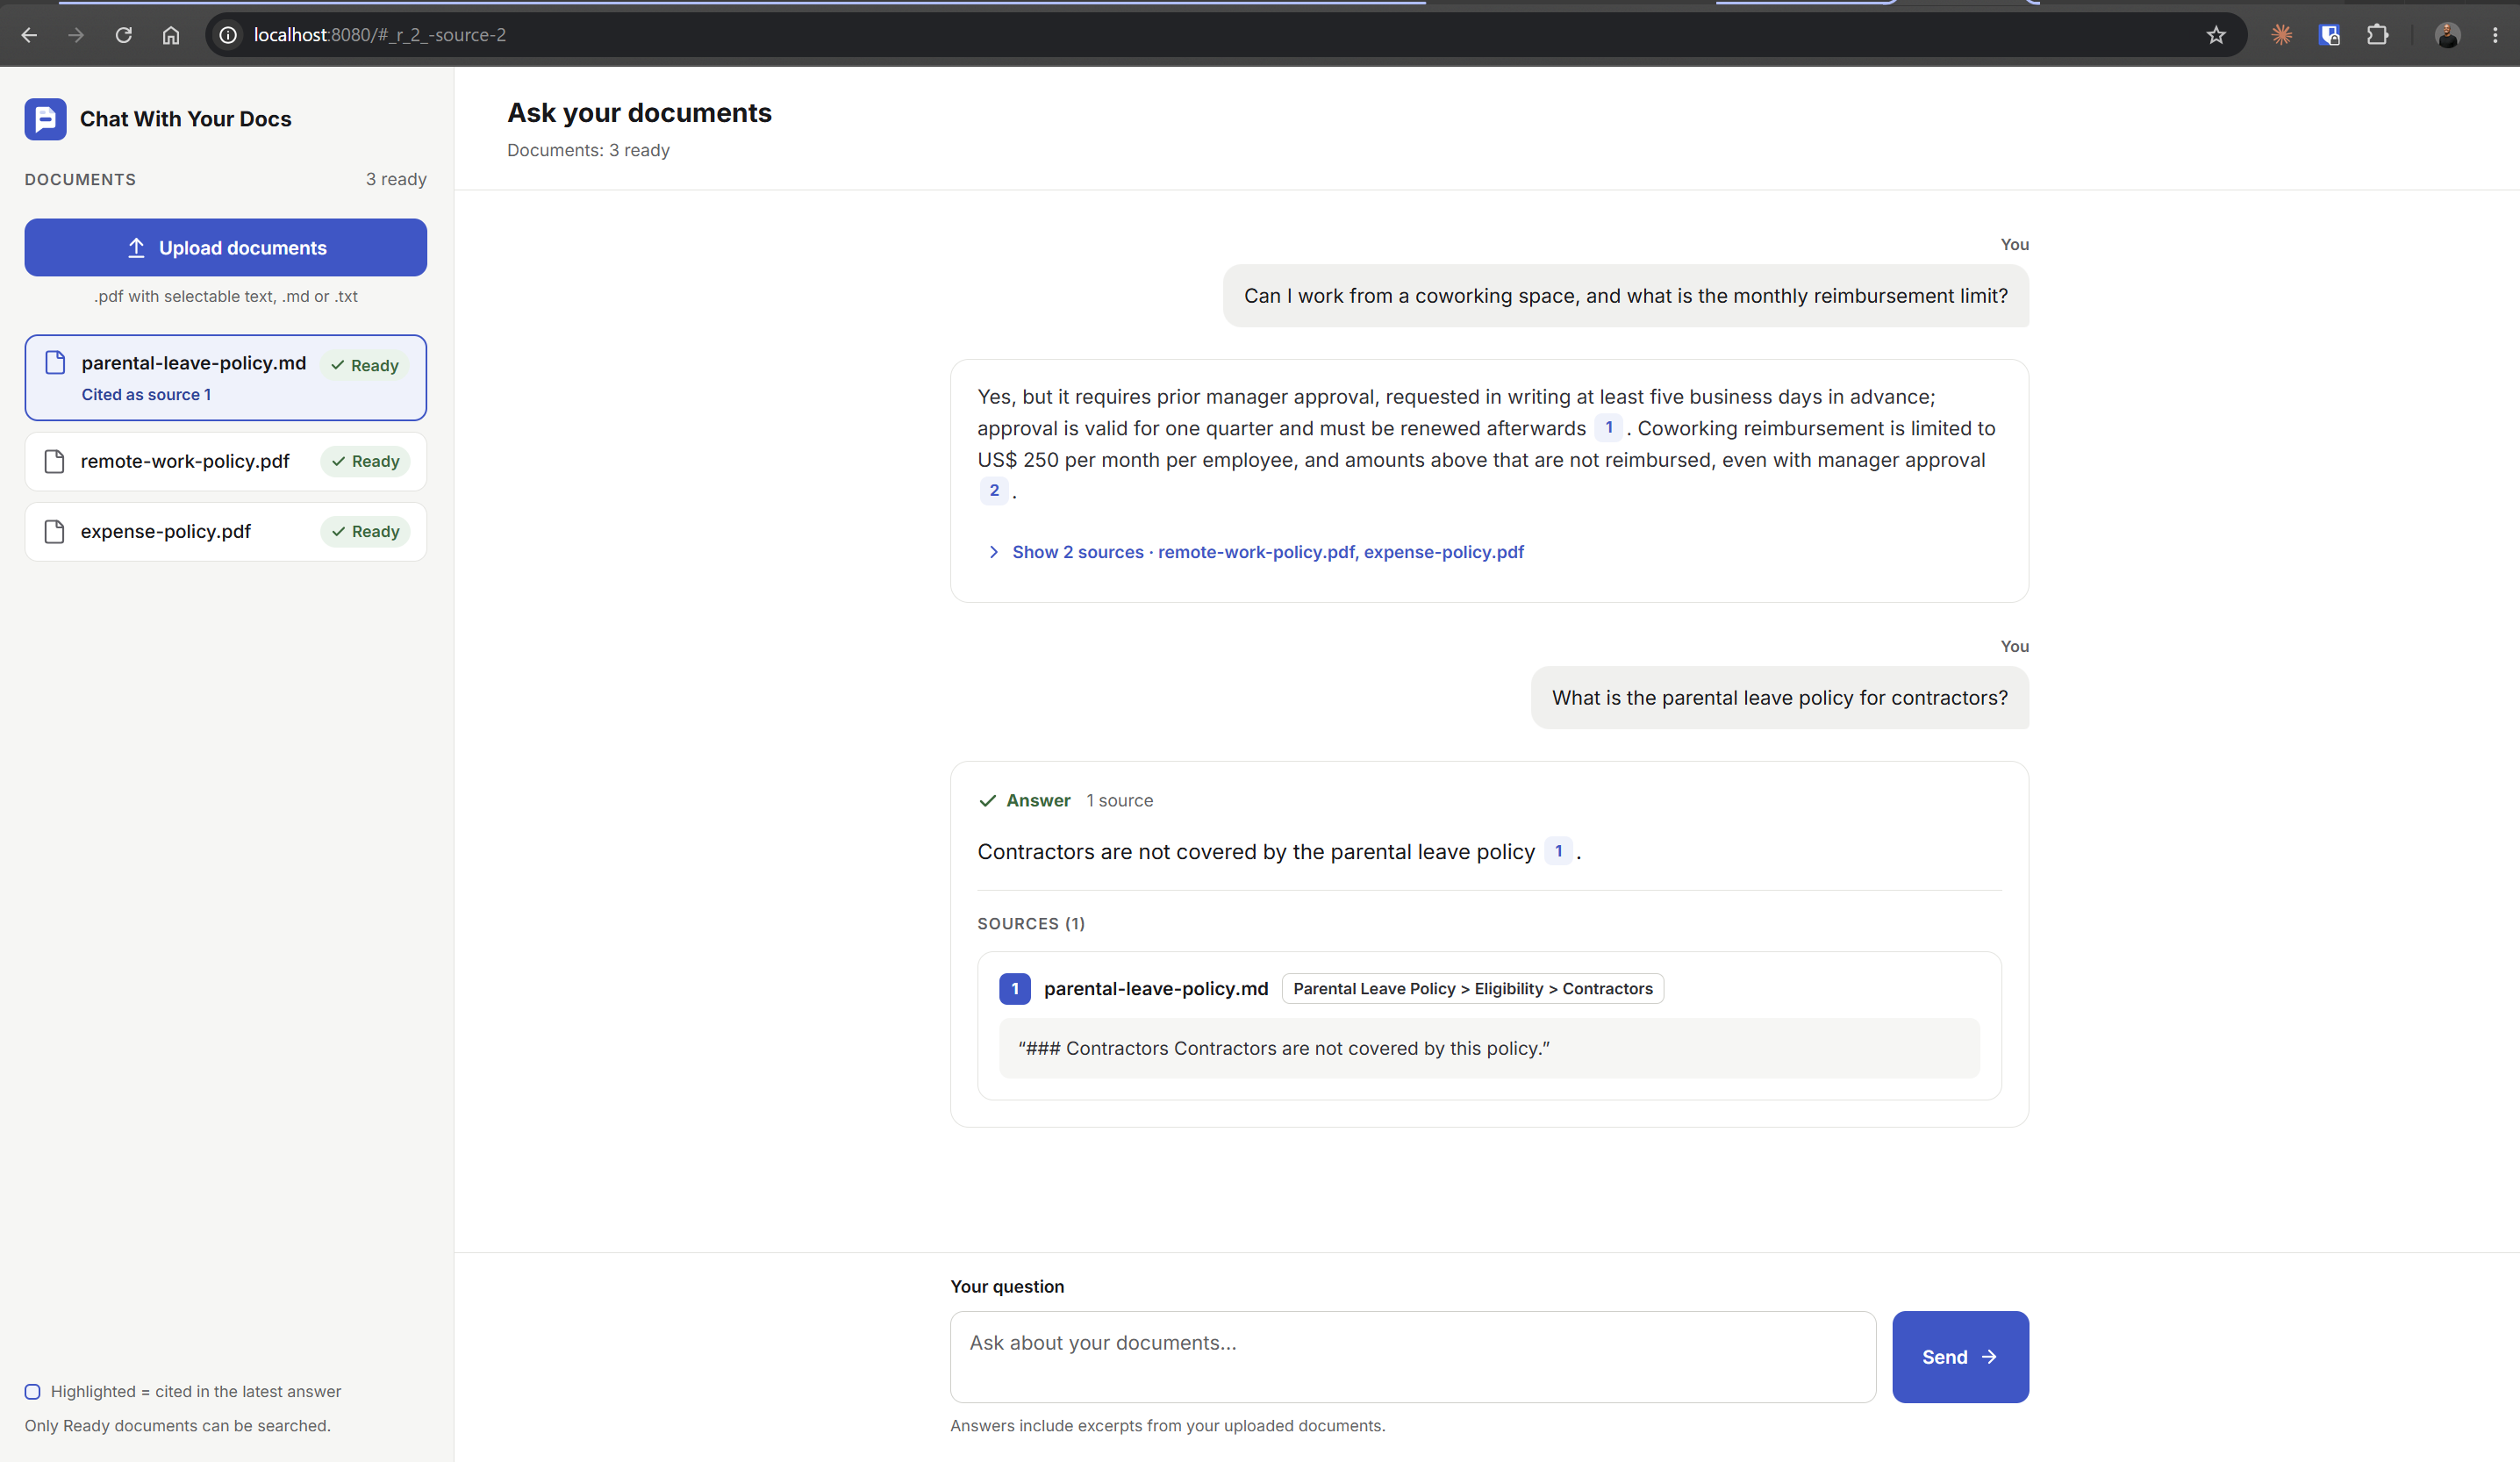 localhost:8080/#_r_2_-source-2
Chat With Your Docs
DOCUMENTS
3 ready
Upload documents
.pdf with selectable text, .md or .txt
parental-leave-policy.md
Ready
Cited as source 1
remote-work-policy.pdf
Ready
expense-policy.pdf
Ready
Highlighted = cited in the latest answer
Only Ready documents can be searched.
Ask your documents
Documents: 3 ready
You
Can I work from a coworking space, and what is the monthly reimbursement limit?
Yes, but it requires prior manager approval, requested in writing at least five business days in advance;
approval is valid for one quarter and must be renewed afterwards 1 . Coworking reimbursement is limited to
US$ 250 per month per employee, and amounts above that are not reimbursed, even with manager approval
2 .
Show 2 sources · remote-work-policy.pdf, expense-policy.pdf
You
What is the parental leave policy for contractors?
Answer 1 source
Contractors are not covered by the parental leave policy 1 .
SOURCES (1)
1 parental-leave-policy.md Parental Leave Policy > Eligibility > Contractors
“### Contractors Contractors are not covered by this policy.”
Your question
Ask about your documents...
Send
Answers include excerpts from your uploaded documents.